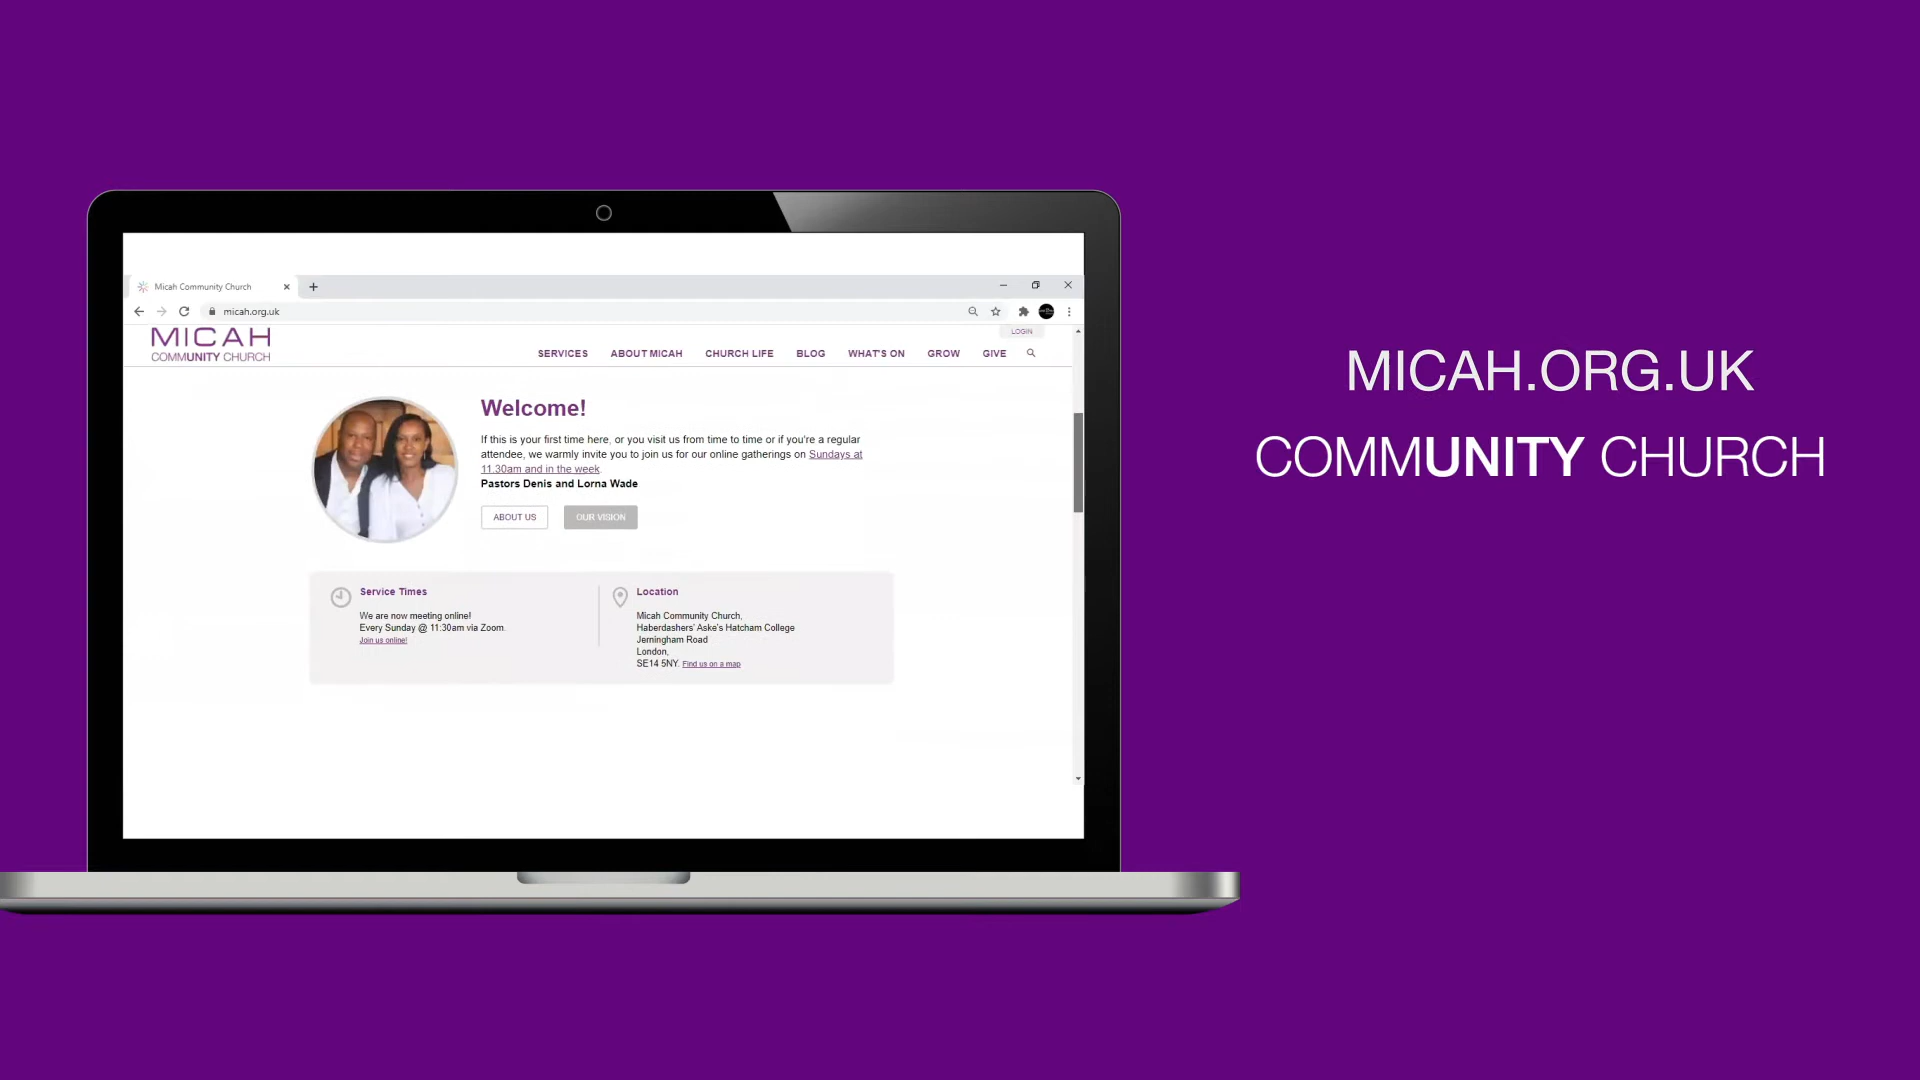 Micah Community Church
micah.org.uk
MICAH
COMMUNITY CHURCH
LOGIN
SERVICES ABOUT MICAH CHURCH LIFE BLOG WHAT'S ON GROW GIVE
Welcome!
If this is your first time here, or you visit us from time to time or if you're a regular
attendee, we warmly invite you to join us for our online gatherings on Sundays at
11.30am and in the week.
Pastors Denis and Lorna Wade
ABOUT US OUR VISION
Service Times
We are now meeting online!
Every Sunday @ 11:30am via Zoom.
Join us online!
Location
Micah Community Church,
Haberdashers' Aske's Hatcham College
Jerningham Road
London,
SE14 5NY. Find us on a map
MICAH.ORG.UK
COMMUNITY CHURCH